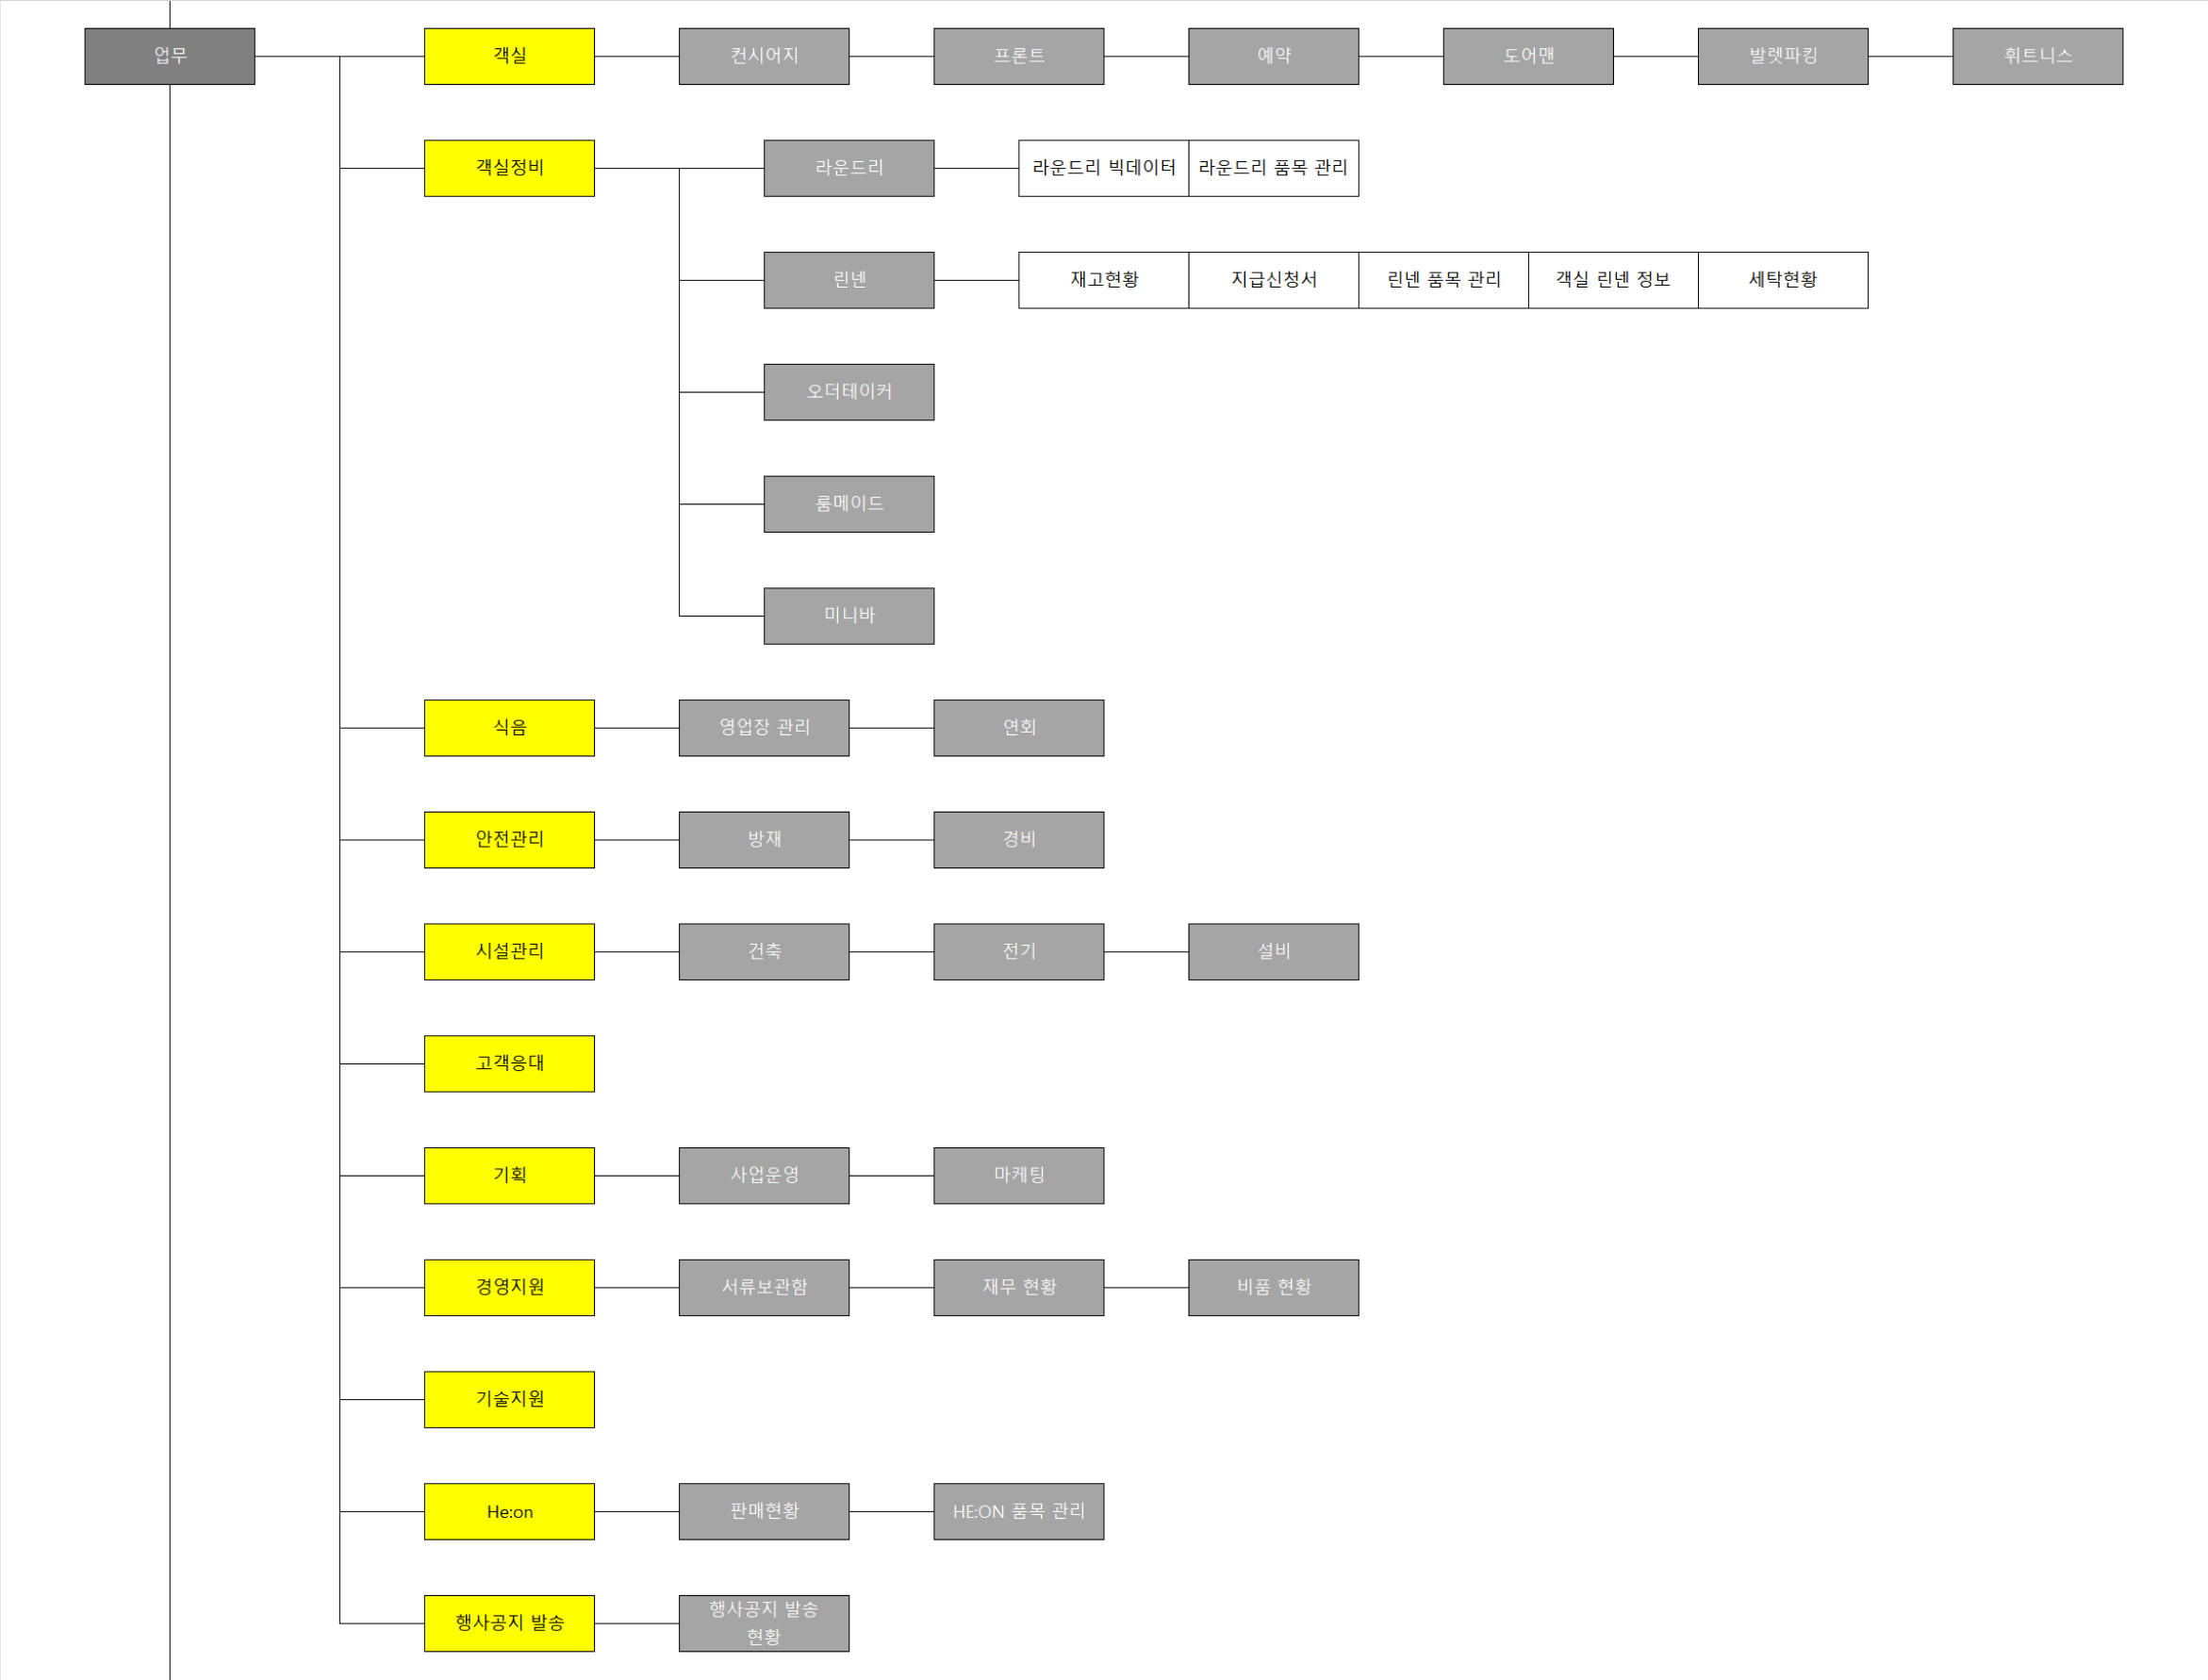 업무
객실
컨시어지
프론트
예약
도어맨
발렛파킹
휘트니스
객실정비
라운드리
라운드리 빅데이터
라운드리 품목 관리
린넨
재고현황
지급신청서
린넨 품목 관리
객실 린넨 정보
세탁현황
오더테이커
룸메이드
미니바
식음
영업장 관리
연회
안전관리
방재
경비
시설관리
건축
전기
설비
고객응대
기획
사업운영
마케팅
경영지원
서류보관함
재무 현황
비품 현황
기술지원
He:on
판매현황
HE:ON 품목 관리
행사공지 발송
행사공지 발송
현황